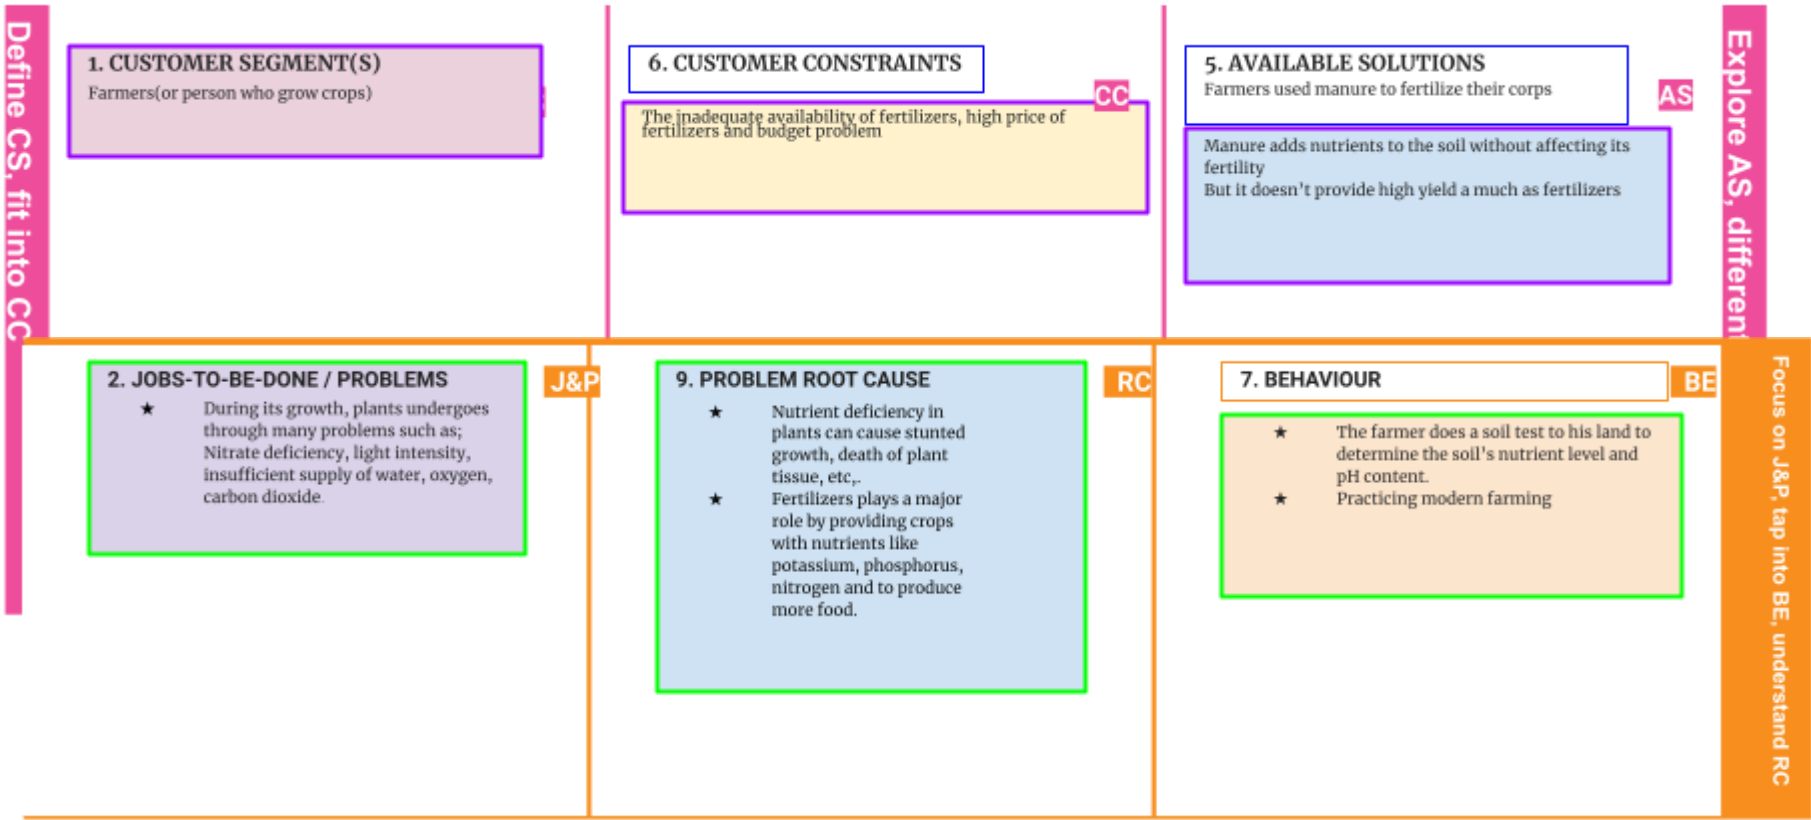 Define CS, fit into CC
1. CUSTOMER SEGMENT(S)
Farmers(or person who grow crops)
6. CUSTOMER CONSTRAINTS
CC
The inadequate availability of fertilizers, high price of
fertilizers and budget problem
5. AVAILABLE SOLUTIONS
Farmers used manure to fertilize their corps
AS
Manure adds nutrients to the soil without affecting its
fertility
But it doesn't provide high yield a much as fertilizers
Explore AS, different
2. JOBS-TO-BE-DONE / PROBLEMS
J&P
★ During its growth, plants undergoes
through many problems such as;
Nitrate deficiency, light intensity,
insufficient supply of water, oxygen,
carbon dioxide.
9. PROBLEM ROOT CAUSE
RC
★ Nutrient deficiency in
plants can cause stunted
growth, death of plant
tissue, etc,.
★ Fertilizers plays a major
role by providing crops
with nutrients like
potassium, phosphorus,
nitrogen and to produce
more food.
7. BEHAVIOUR
BE
★ The farmer does a soil test to his land to
determine the soil's nutrient level and
pH content.
★ Practicing modern farming
Focus on J&P, tap into BE, understand RC